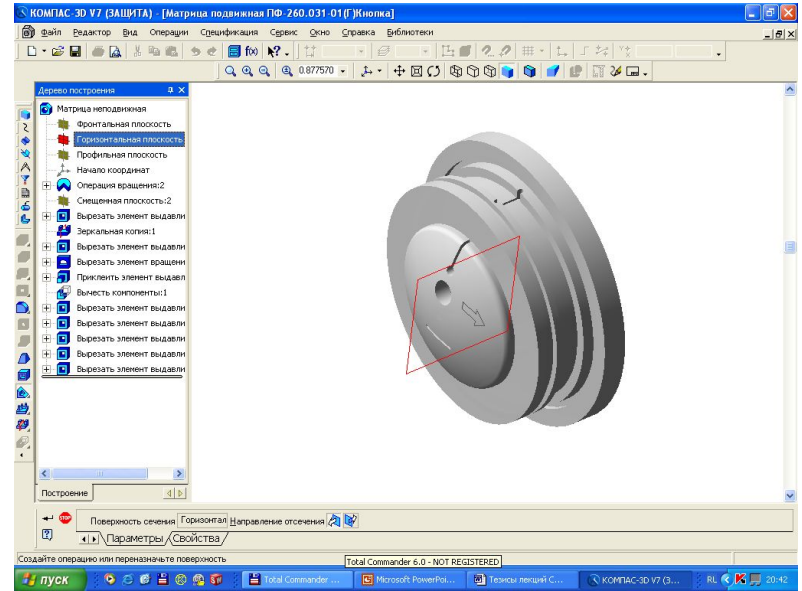 КОМПАС-3D V7 (ЗАЩИТА) - [Матрица подвижная ПФ-260.031-01(Г)Кнопка]
Файл Редактор Вид Операции Спецификация Сервис Окно Справка Библиотеки
0.877570
Дерево построения
Матрица неподвижная
Фронтальная плоскость
Горизонтальная плоскость
Профильная плоскость
Начало координат
Операция вращения:2
Смещенная плоскость:2
Вырезать элемент выдавли
Зеркальная копия:1
Вырезать элемент выдавли
Вырезать элемент вращени
Приклеить элемент выдавл
Вычесть компоненты:1
Вырезать элемент выдавли
Вырезать элемент выдавли
Вырезать элемент выдавли
Вырезать элемент выдавли
Вырезать элемент выдавли
Построение
STOP
Поверхность сечения Горизонтал Направление отсечения
Параметры Свойства
Создайте операцию или переназначьте поверхность
Total Commander 6.0 - NOT REGISTERED
пуск
Total Commander ...
Microsoft PowerPoi...
Тезисы лекций С...
КОМПАС-3D V7 (З...
RL
20:42